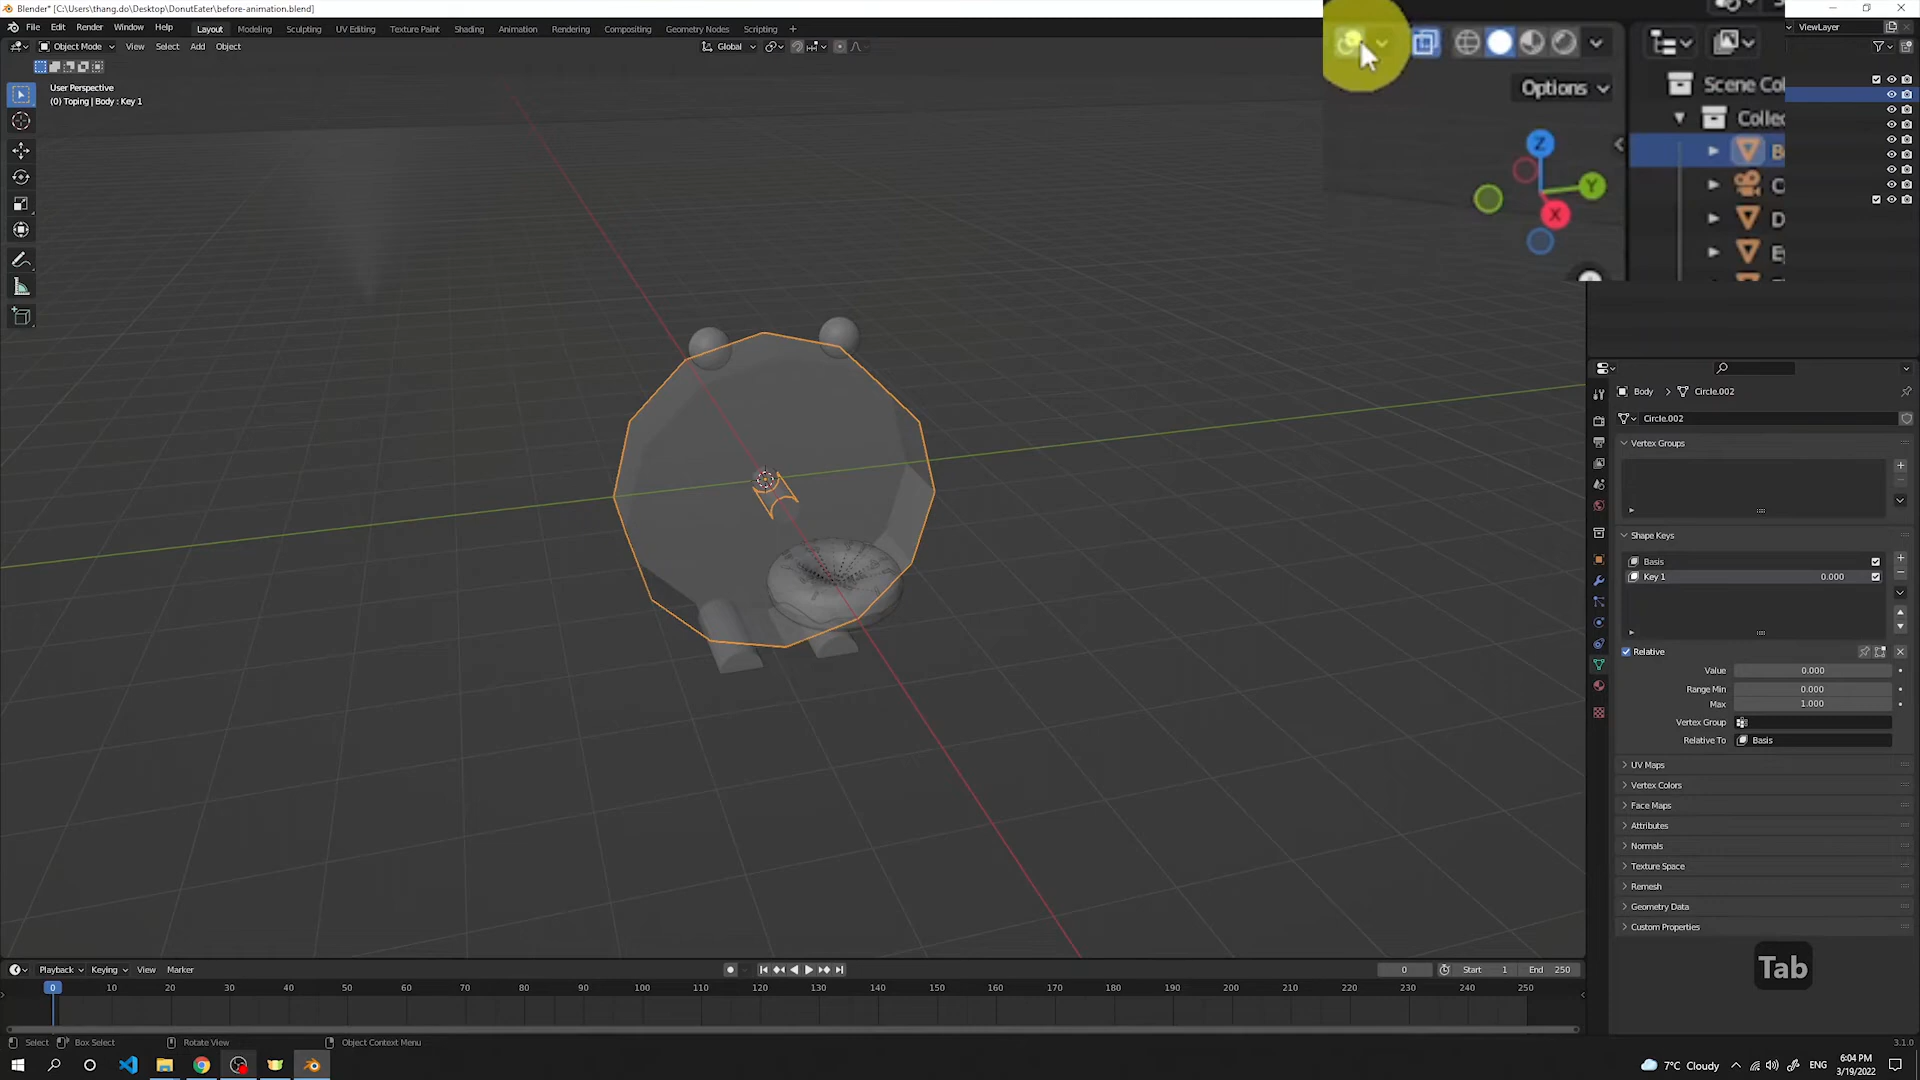 Blender* [C:\Users\thang.do\Desktop\DonutEater\before-animation.blend]
File Edit Render Window Help Layout Modeling Sculpting UV Editing Texture Paint Shading Animation Rendering Compositing Geometry Nodes Scripting + ViewLayer
Object Mode View Select Add Object Global
Options
User Perspective
(0) Toping | Body : Key 1
Scene Col
Collec
B
C
D
E
Z
Y
X
Body > Circle.002
Circle.002
Vertex Groups
Shape Keys
Basis
Key 1 0.000
Relative
Value 0.000
Range Min 0.000
Max 1.000
Vertex Group
Relative To Basis
UV Maps
Vertex Colors
Face Maps
Attributes
Normals
Texture Space
Remesh
Geometry Data
Custom Properties
Tab
Playback Keying View Marker 0 Start 1 End 250
0 10 20 30 40 50 60 70 80 90 100 110 120 130 140 150 160 170 180 190 200 210 220 230 240 250
Select Box Select Rotate View Object Context Menu 3.1.0
7°C Cloudy ENG 6:04 PM
3/19/2022